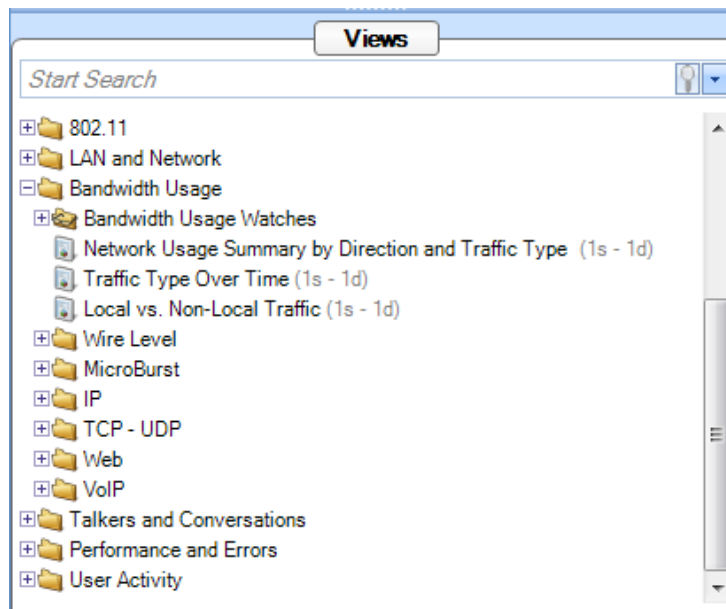 Views
Start Search
802.11
LAN and Network
Bandwidth Usage
Bandwidth Usage Watches
Network Usage Summary by Direction and Traffic Type (1s - 1d)
Traffic Type Over Time (1s - 1d)
Local vs. Non-Local Traffic (1s - 1d)
Wire Level
MicroBurst
IP
TCP - UDP
Web
VoIP
Talkers and Conversations
Performance and Errors
User Activity